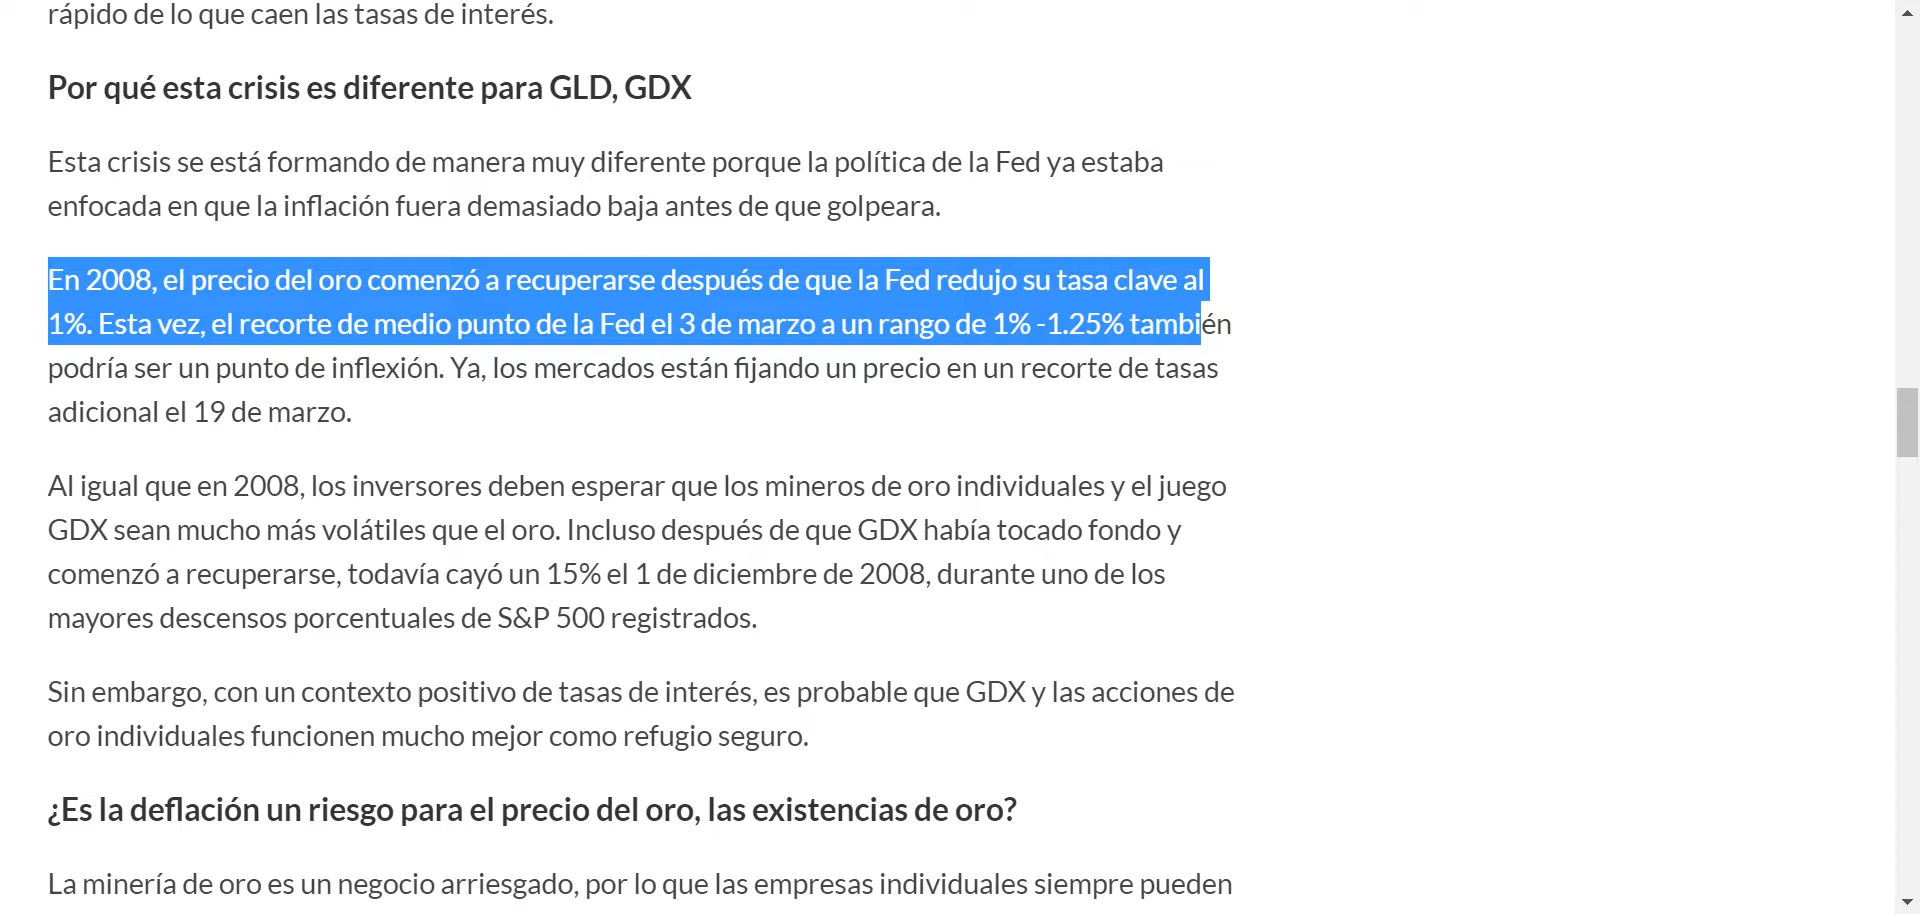 rápido de lo que caen las tasas de interés.
Por qué esta crisis es diferente para GLD, GDX
Esta crisis se está formando de manera muy diferente porque la política de la Fed ya estaba
enfocada en que la inflación fuera demasiado baja antes de que golpeara.
En 2008, el precio del oro comenzó a recuperarse después de que la Fed redujo su tasa clave al
1%. Esta vez, el recorte de medio punto de la Fed el 3 de marzo a un rango de 1% -1.25% también
podría ser un punto de inflexión. Ya, los mercados están fijando un precio en un recorte de tasas
adicional el 19 de marzo.
Al igual que en 2008, los inversores deben esperar que los mineros de oro individuales y el juego
GDX sean mucho más volátiles que el oro. Incluso después de que GDX había tocado fondo y
comenzó a recuperarse, todavía cayó un 15% el 1 de diciembre de 2008, durante uno de los
mayores descensos porcentuales de S&P 500 registrados.
Sin embargo, con un contexto positivo de tasas de interés, es probable que GDX y las acciones de
oro individuales funcionen mucho mejor como refugio seguro.
¿Es la deflación un riesgo para el precio del oro, las existencias de oro?
La minería de oro es un negocio arriesgado, por lo que las empresas individuales siempre pueden